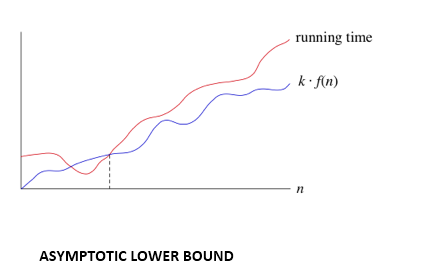 running time
k · f(n)
n
ASYMPTOTIC LOWER BOUND